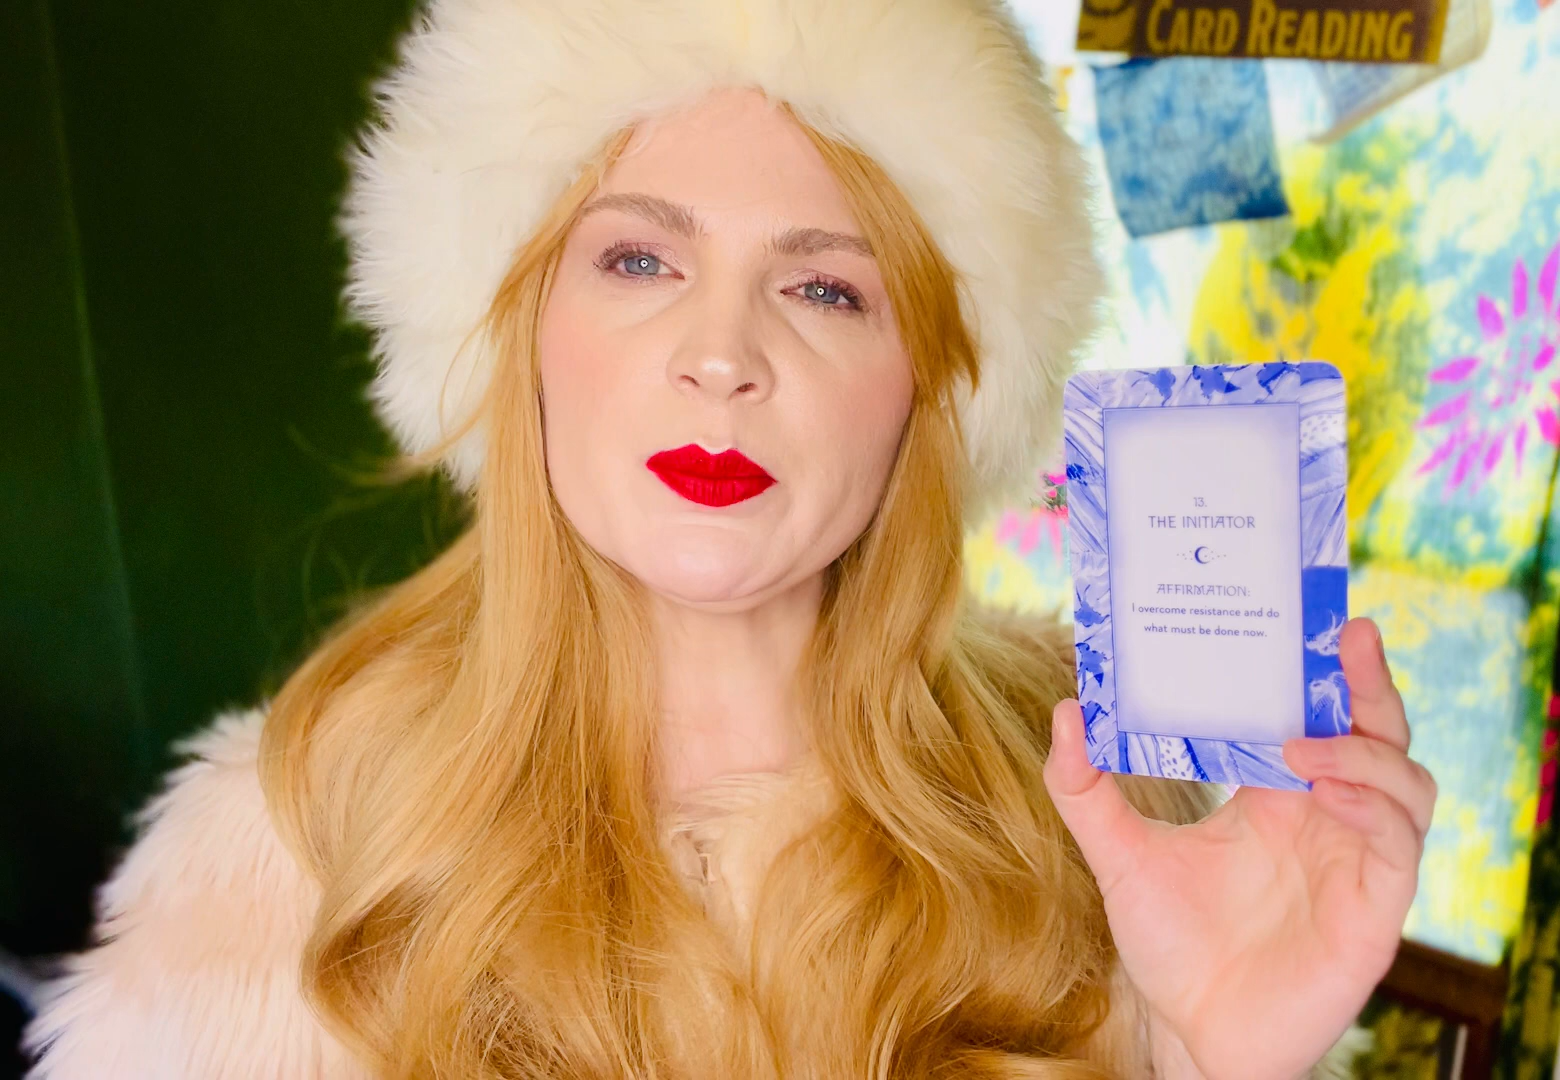 CARD READING
13.
THE INITIATOR
AFFIRMATION:
I overcome resistance and do
what must be done now.